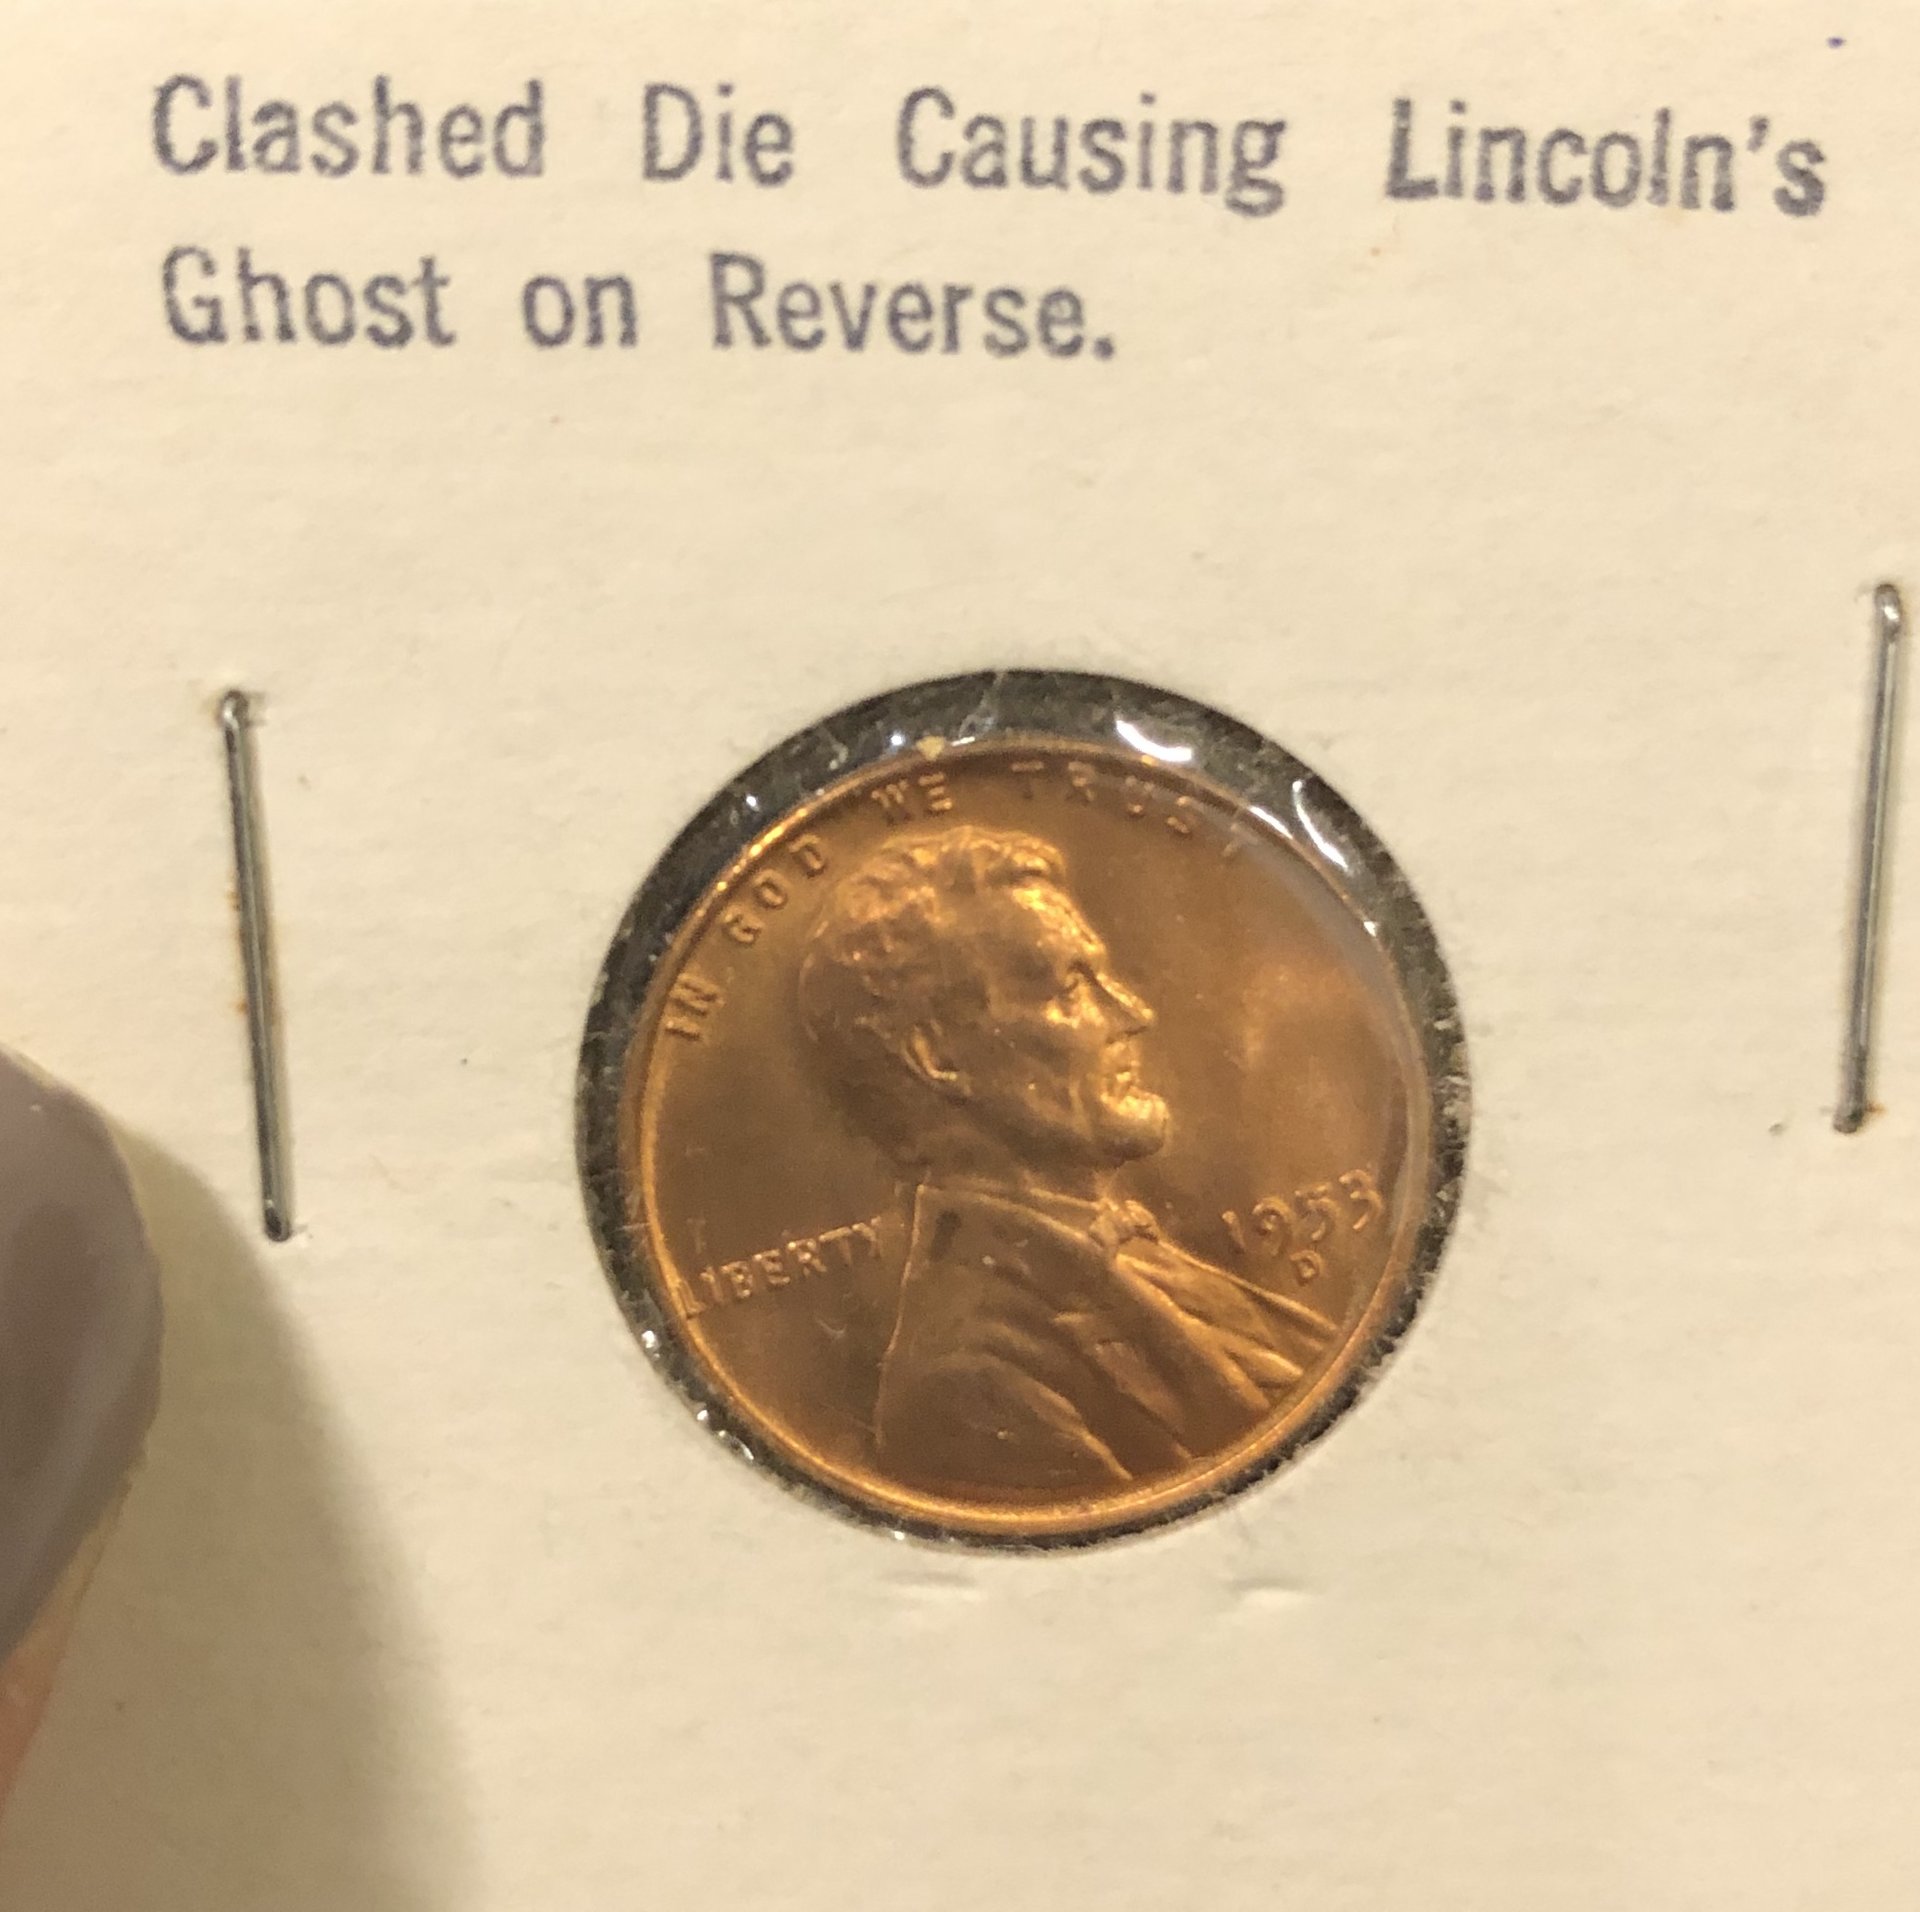 Clashed Die Causing Lincoln's
Ghost on Reverse.
IN GOD WE TRUST
LIBERTY
1953
D